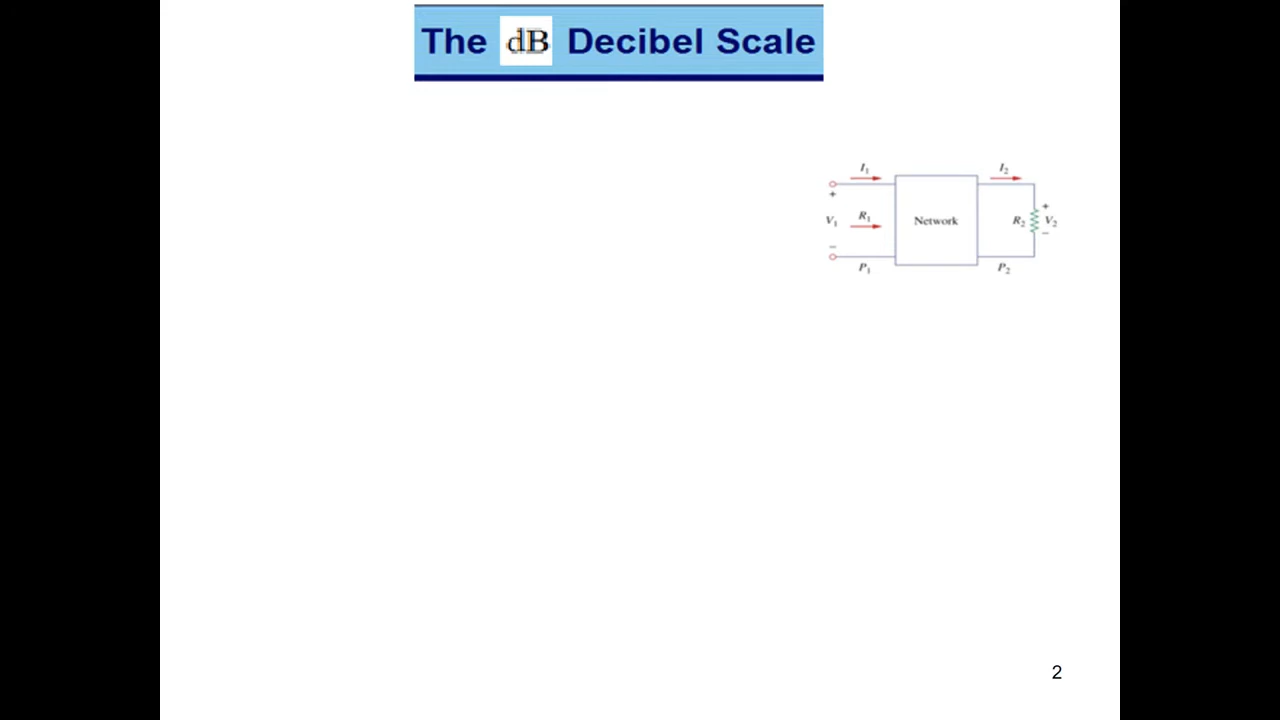 The dB Decibel Scale
I₁ I₂
+ +
V₁ R₁ Network R₂ V₂
− −
P₁ P₂
2